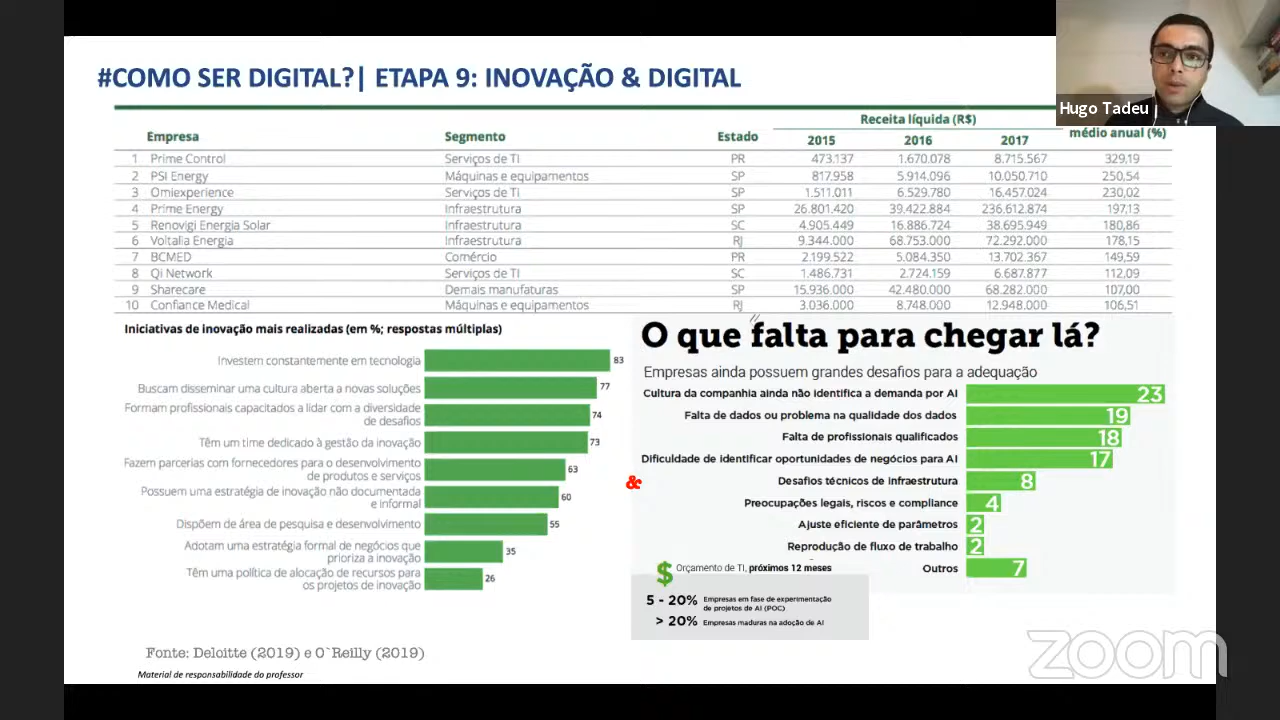 #COMO SER DIGITAL?| ETAPA 9: INOVAÇÃO & DIGITAL
Hugo Tadeu
Empresa Segmento Estado Receita líquida (R$) médio anual (%)
2015 2016 2017
1 Prime Control Serviços de TI PR 473.137 1.670.078 8.715.567 329,19
2 PSI Energy Máquinas e equipamentos SP 817.958 5.914.096 10.050.710 250,54
3 Omiexperience Serviços de TI SP 1.511.011 6.529.780 16.457.024 230,02
4 Prime Energy Infraestrutura SP 26.801.420 39.422.884 236.612.874 197,13
5 Renovigi Energia Solar Infraestrutura SC 4.905.449 16.886.724 38.695.949 180,86
6 Voltalia Energia Infraestrutura RJ 9.344.000 68.753.000 72.292.000 178,15
7 BCMED Comércio PR 2.199.522 5.084.350 13.702.367 149,59
8 Qi Network Serviços de TI SC 1.486.731 2.724.159 6.687.877 112,09
9 Sharecare Demais manufaturas SP 15.936.000 42.480.000 68.282.000 107,00
10 Confiance Medical Máquinas e equipamentos RJ 3.036.000 8.748.000 12.948.000 106,51
Iniciativas de inovação mais realizadas (em %; respostas múltiplas)
Investem constantemente em tecnologia 83
Buscam disseminar uma cultura aberta a novas soluções 77
Formam profissionais capacitados a lidar com a diversidade
de desafios 74
Têm um time dedicado à gestão da inovação 73
Fazem parcerias com fornecedores para o desenvolvimento
de produtos e serviços 63
Possuem uma estratégia de inovação não documentada
e informal 60
Dispõem de área de pesquisa e desenvolvimento 55
Adotam uma estratégia formal de negócios que
prioriza a inovação 35
Têm uma política de alocação de recursos para
os projetos de inovação 26
&
O que falta para chegar lá?
Empresas ainda possuem grandes desafios para a adequação
Cultura da companhia ainda não identifica a demanda por AI 23
Falta de dados ou problema na qualidade dos dados 19
Falta de profissionais qualificados 18
Dificuldade de identificar oportunidades de negócios para AI 17
Desafios técnicos de infraestrutura 8
Preocupações legais, riscos e compliance 4
Ajuste eficiente de parâmetros 2
Reprodução de fluxo de trabalho 2
Outros 7
$ Orçamento de TI, próximos 12 meses
5 - 20% Empresas em fase de experimentação
de projetos de AI (POC)
> 20% Empresas maduras na adoção de AI
Fonte: Deloitte (2019) e O`Reilly (2019)
Material de responsabilidade do professor
zoom